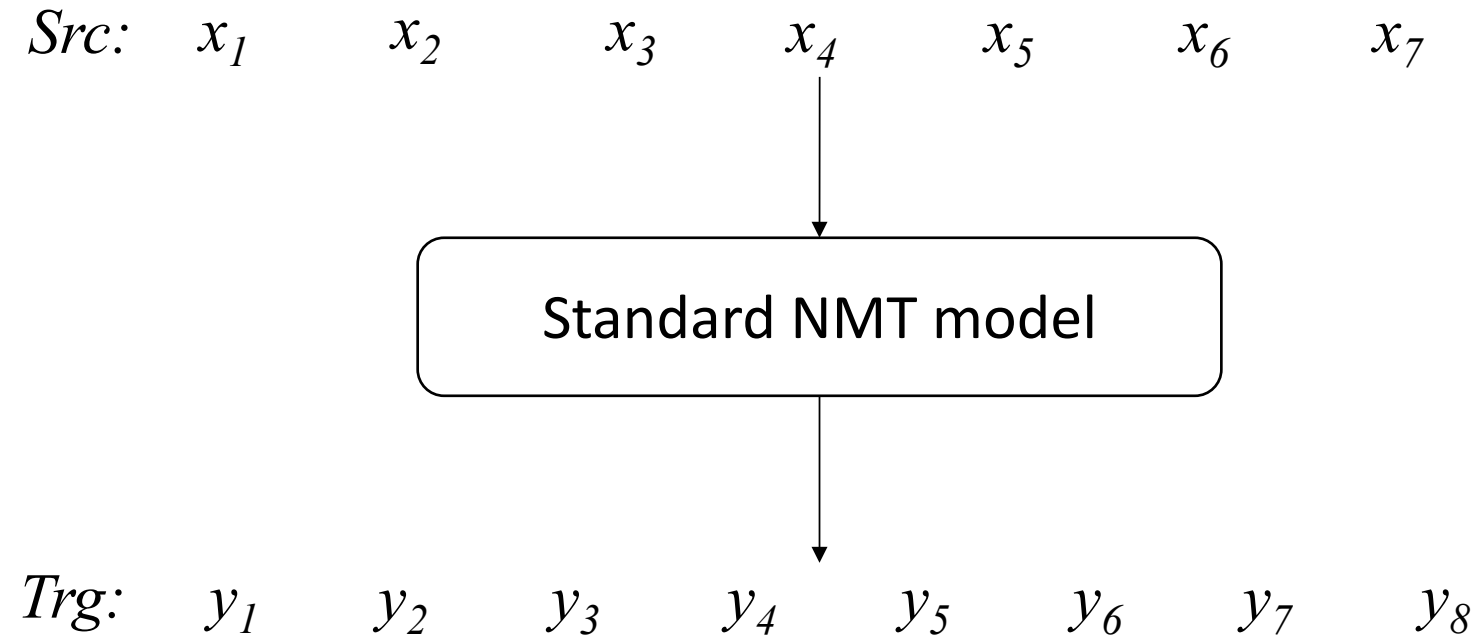 Src: x₁ x₂ x₃ x₄ x₅ x₆ x₇
Standard NMT model
Trg: y₁ y₂ y₃ y₄ y₅ y₆ y₇ y₈